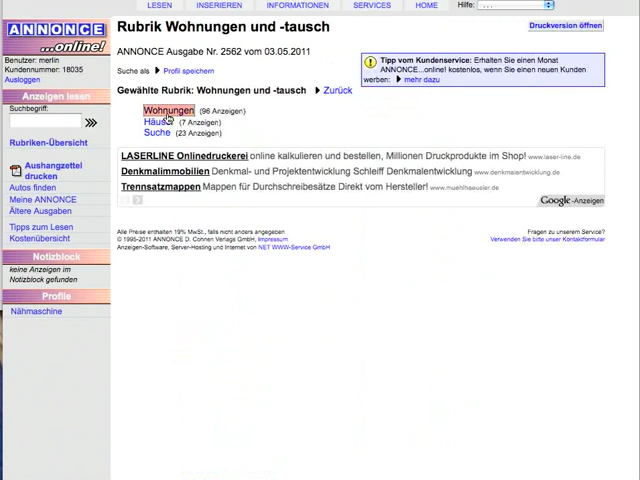 LESEN INSERIEREN INFORMATIONEN SERVICES HOME Hilfe: ...
ANNONCE
...online!
Benutzer: merlin
Kundennummer: 18035
Ausloggen
Anzeigen lesen
Suchbegriff:
Rubriken-Übersicht
Aushangzettel
drucken
Autos finden
Meine ANNONCE
Ältere Ausgaben
Tipps zum Lesen
Kostenübersicht
Notizblock
keine Anzeigen im
Notizblock gefunden
Profile
Nähmaschine
Rubrik Wohnungen und -tausch
Druckversion öffnen
ANNONCE Ausgabe Nr. 2562 vom 03.05.2011
Tipp vom Kundenservice: Erhalten Sie einen Monat
ANNONCE...online! kostenlos, wenn Sie einen neuen Kunden
werben: mehr dazu
Suche als Profil speichern
Gewählte Rubrik: Wohnungen und -tausch Zurück
Wohnungen (96 Anzeigen)
Häuser (7 Anzeigen)
Suche (23 Anzeigen)
LASERLINE Onlinedruckerei online kalkulieren und bestellen, Millionen Druckprodukte im Shop! www.laser-line.de
Denkmalimmobilien Denkmal- und Projektentwicklung Schleiff Denkmalentwicklung www.denkmalentwicklung.de
Trennsatzmappen Mappen für Durchschreibesätze Direkt vom Hersteller! www.muehlhaeusler.de
Google-Anzeigen
Alle Preise enthalten 19% MwSt., falls nicht anders angegeben
© 1995-2011 ANNONCE D. Cohnen Verlags GmbH, Impressum
Anzeigen-Software, Server-Hosting und Internet von NET WWW-Service GmbH
Fragen zu unserem Service?
Verwenden Sie bitte unser Kontaktformular